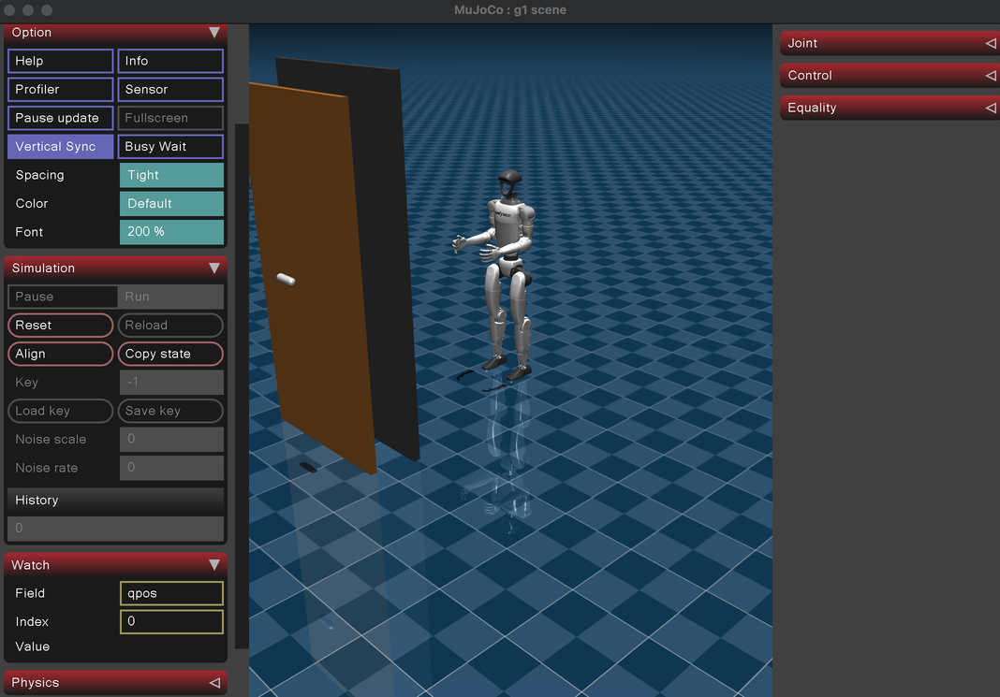 MuJoCo : g1 scene
Option
Help Info
Profiler Sensor
Pause update Fullscreen
Vertical Sync Busy Wait
Spacing Tight
Color Default
Font 200 %
Simulation
Pause Run
Reset Reload
Align Copy state
Key -1
Load key Save key
Noise scale 0
Noise rate 0
History
0
Watch
Field qpos
Index 0
Value
Physics
Joint
Control
Equality